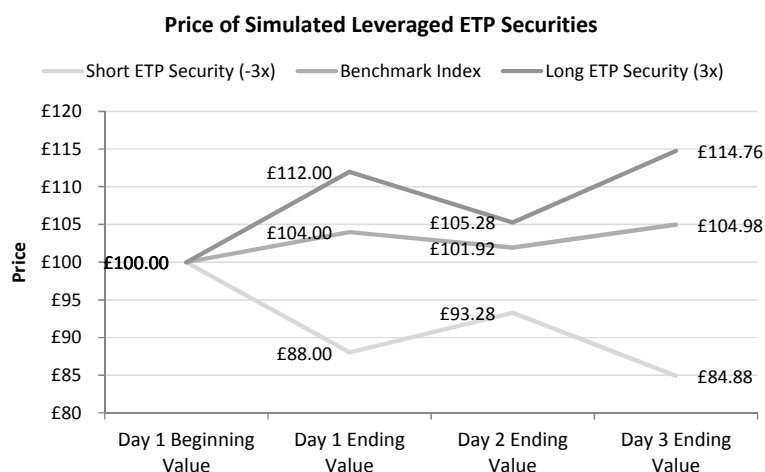 Price of Simulated Leveraged ETP Securities
Short ETP Security (-3x) Benchmark Index Long ETP Security (3x)
£120
£115
£110
£105
£100
£95
£90
£85
£80
Price
£100.00
£112.00
£104.00
£88.00
£105.28
£101.92
£93.28
£114.76
£104.98
£84.88
Day 1 Beginning Value
Day 1 Ending Value
Day 2 Ending Value
Day 3 Ending Value